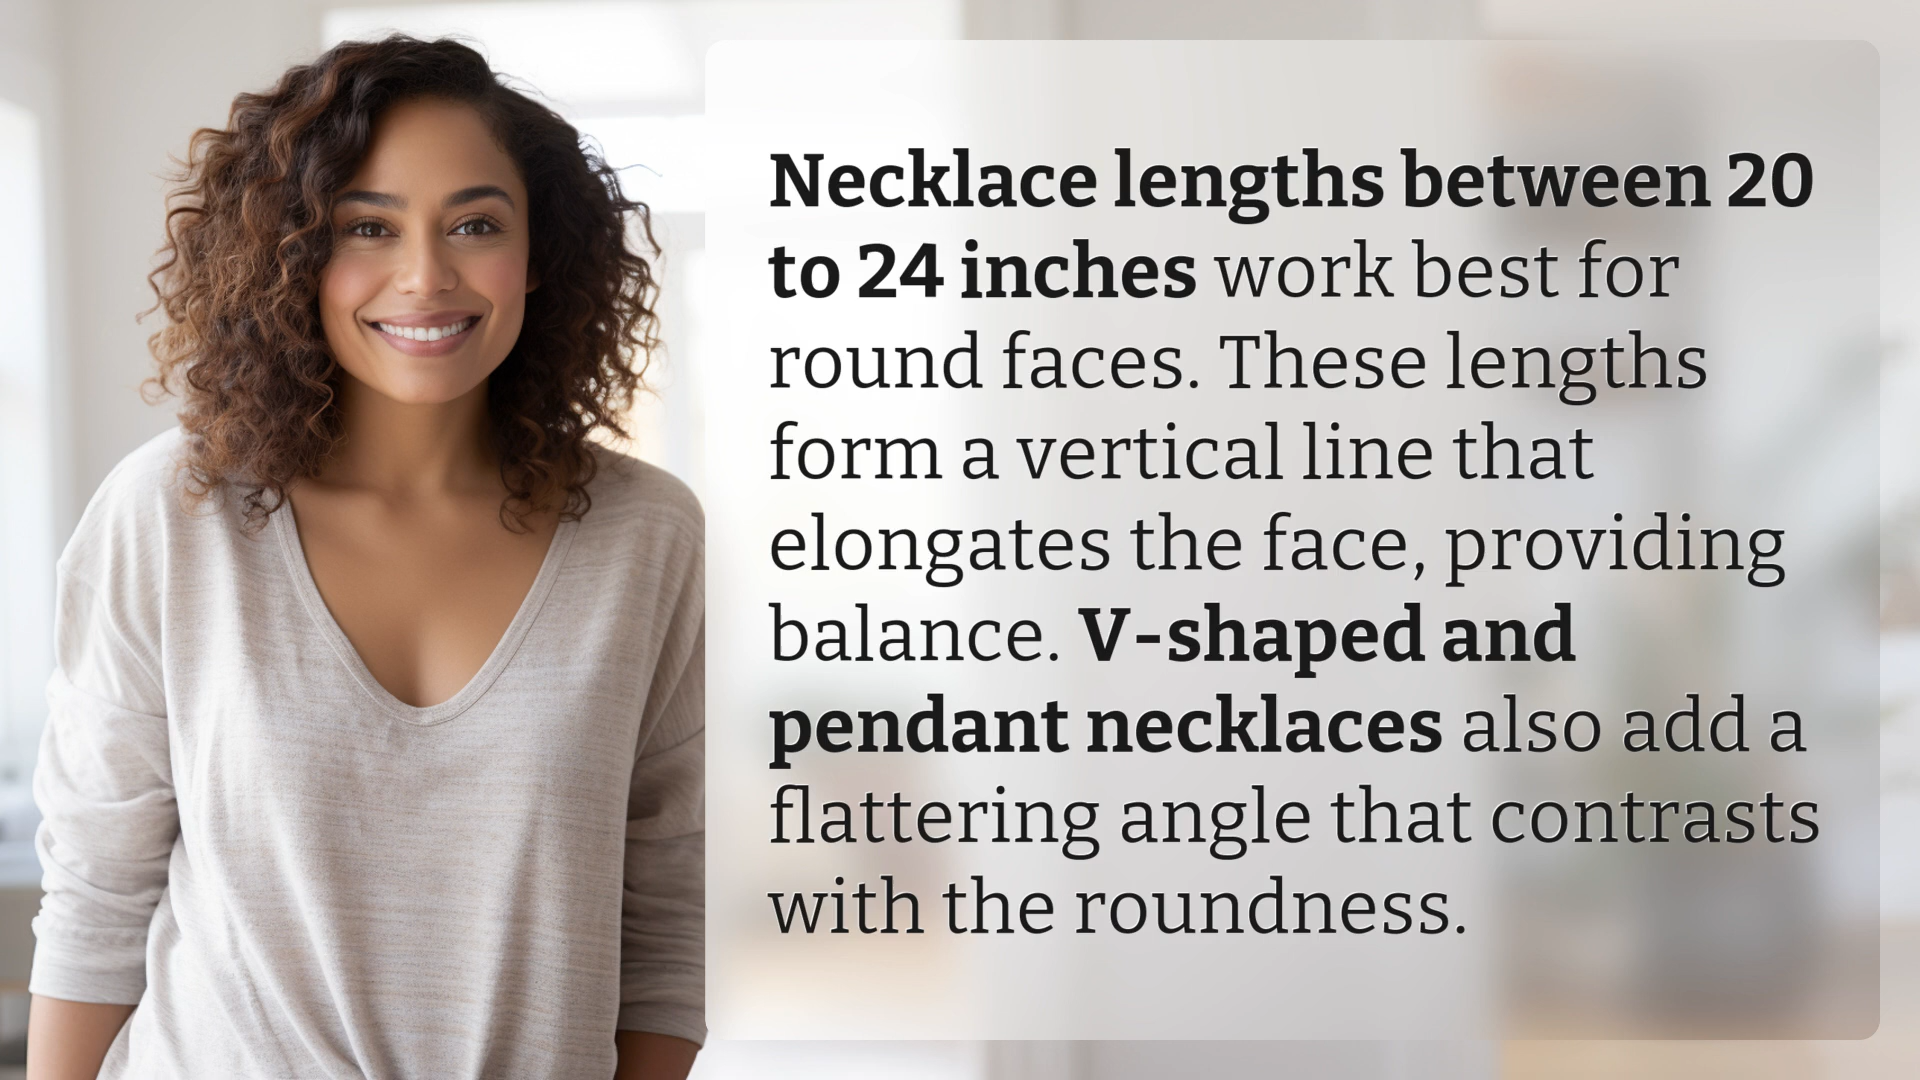 Necklace lengths between 20
to 24 inches work best for
round faces. These lengths
form a vertical line that
elongates the face, providing
balance. V-shaped and
pendant necklaces also add a
flattering angle that contrasts
with the roundness.